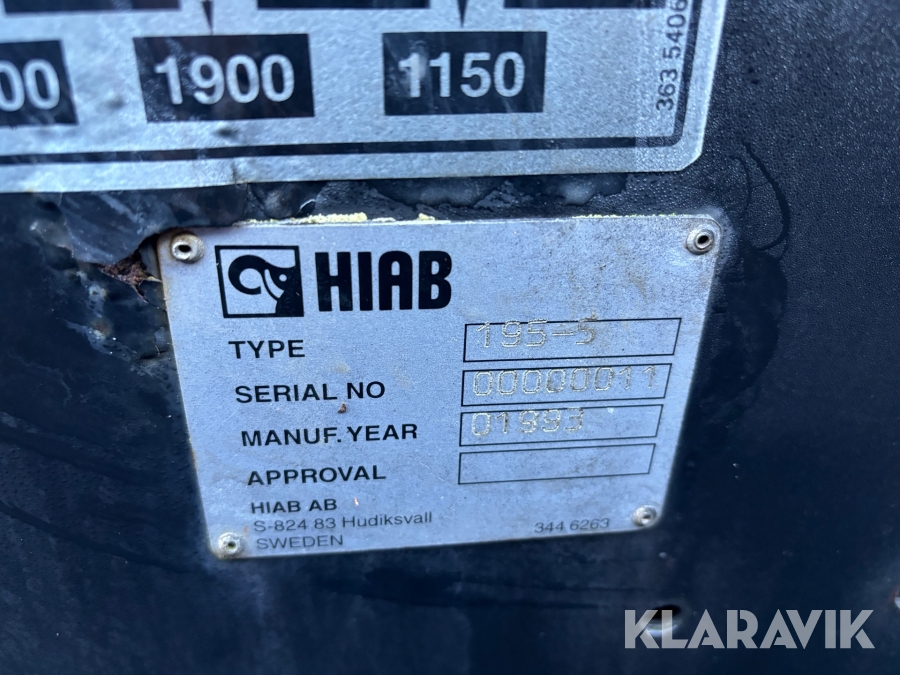 00 1900 1150
363 5406
HIAB
TYPE 195-5
SERIAL NO 00000011
MANUF. YEAR 01993
APPROVAL
HIAB AB
S-824 83 Hudiksvall
SWEDEN 344 6263
KLARAVIK